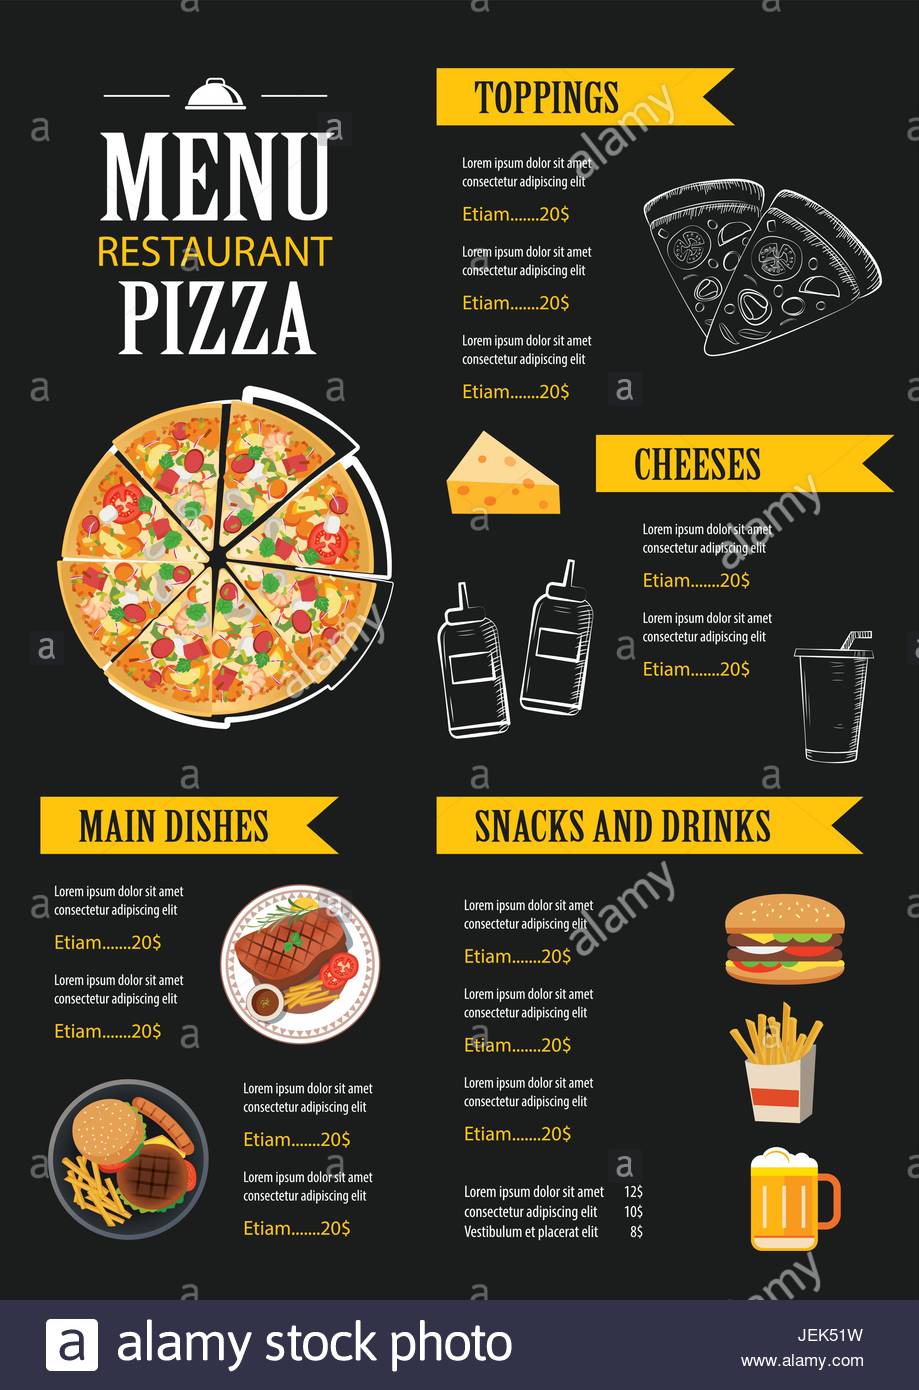 MENU
RESTAURANT
PIZZA
TOPPINGS
Lorem ipsum dolor sit amet
consectetur adipiscing elit
Etiam.......20$
Lorem ipsum dolor sit amet
consectetur adipiscing elit
Etiam.......20$
Lorem ipsum dolor sit amet
consectetur adipiscing elit
Etiam.......20$
CHEESES
Lorem ipsum dolor sit amet
consectetur adipiscing elit
Etiam.......20$
Lorem ipsum dolor sit amet
consectetur adipiscing elit
Etiam.......20$
MAIN DISHES
Lorem ipsum dolor sit amet
consectetur adipiscing elit
Etiam.......20$
Lorem ipsum dolor sit amet
consectetur adipiscing elit
Etiam.......20$
Lorem ipsum dolor sit amet
consectetur adipiscing elit
Etiam.......20$
Lorem ipsum dolor sit amet
consectetur adipiscing elit
Etiam.......20$
SNACKS AND DRINKS
Lorem ipsum dolor sit amet
consectetur adipiscing elit
Etiam.......20$
Lorem ipsum dolor sit amet
consectetur adipiscing elit
Etiam.......20$
Lorem ipsum dolor sit amet
consectetur adipiscing elit
Etiam.......20$
Lorem ipsum dolor sit amet 12$
consectetur adipiscing elit 10$
Vestibulum et placerat elit 8$
alamy
alamy
alamy
alamy
alamy
a alamy stock photo
JEK51W
www.alamy.com